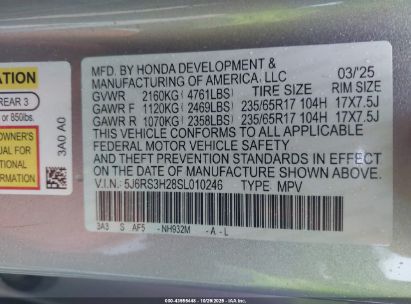 ATION
REAR 3
or 850lbs.
OWNER'S
UAL FOR
TIONAL
MATION
3A0 A0
MFD. BY HONDA DEVELOPMENT &
MANUFACTURING OF AMERICA, LLC 03/25
GVWR 2160KG (4761LBS) TIRE SIZE RIM SIZE
GAWR F 1120KG (2469LBS) 235/65R17 104H 17X7.5J
GAWR R 1070KG (2358LBS) 235/65R17 104H 17X7.5J
THIS VEHICLE CONFORMS TO ALL APPLICABLE
FEDERAL MOTOR VEHICLE SAFETY
AND THEFT PREVENTION STANDARDS IN EFFECT
ON THE DATE OF MANUFACTURE SHOWN ABOVE.
V.I.N.: 5J6RS3H28SL010246 TYPE: MPV
3A3 S AF5 - NH932M - A - L